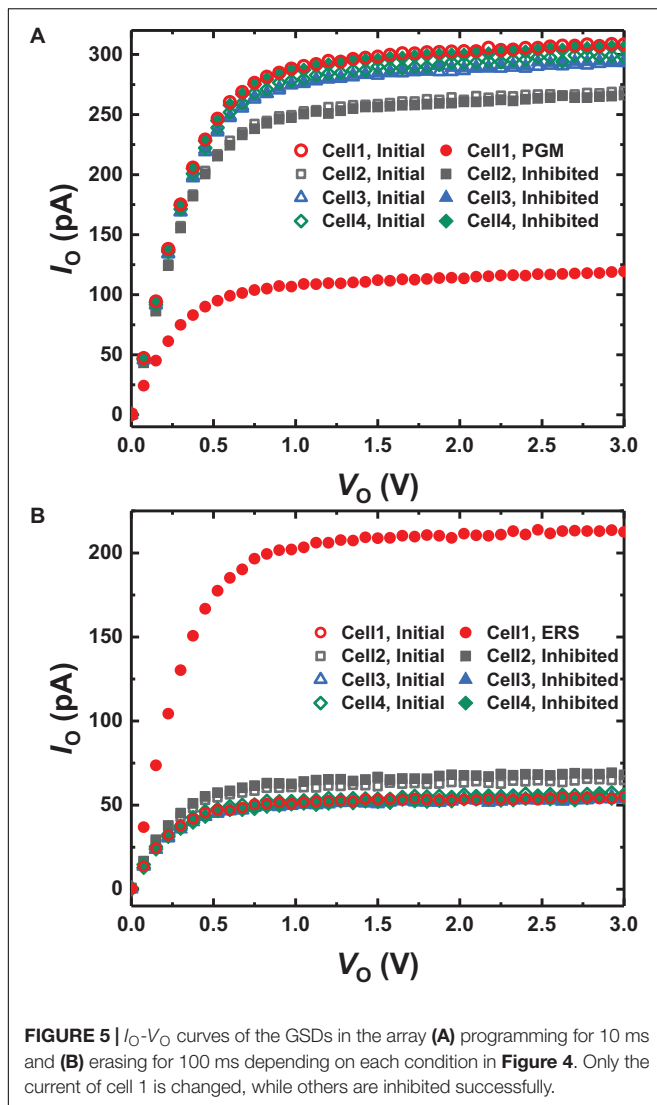 A
300
250
200
150
100
50
0
I_O (pA)
Cell1, Initial Cell1, PGM
Cell2, Initial Cell2, Inhibited
Cell3, Initial Cell3, Inhibited
Cell4, Initial Cell4, Inhibited
0.0 0.5 1.0 1.5 2.0 2.5 3.0
V_O (V)
B
200
150
100
50
0
I_O (pA)
Cell1, Initial Cell1, ERS
Cell2, Initial Cell2, Inhibited
Cell3, Initial Cell3, Inhibited
Cell4, Initial Cell4, Inhibited
0.0 0.5 1.0 1.5 2.0 2.5 3.0
V_O (V)
FIGURE 5 | I_O-V_O curves of the GSDs in the array (A) programming for 10 ms
and (B) erasing for 100 ms depending on each condition in Figure 4. Only the
current of cell 1 is changed, while others are inhibited successfully.